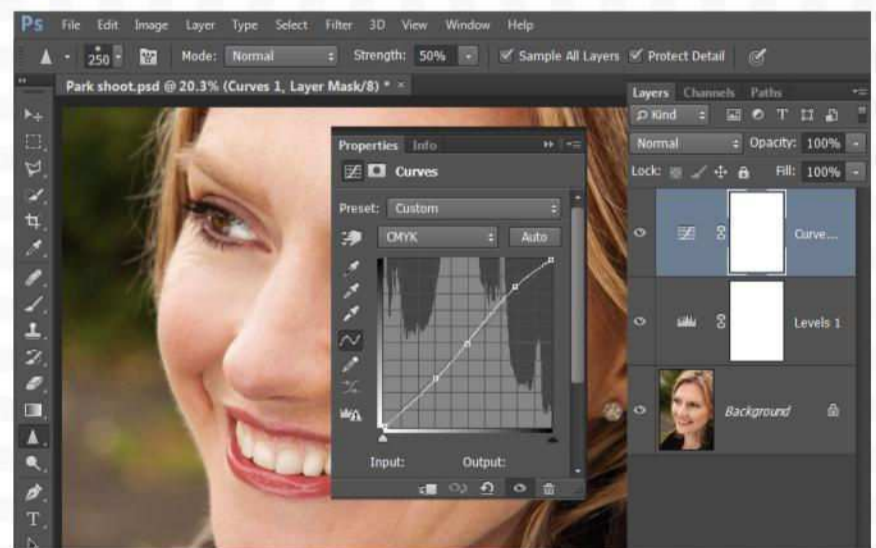 Ps File Edit Image Layer Type Select Filter 3D View Window Help
250 Mode: Normal Strength: 50% Sample All Layers Protect Detail
Park shoot.psd @ 20.3% (Curves 1, Layer Mask/8) * ×
Layers Channels Paths
Kind
Normal Opacity: 100%
Lock: Fill: 100%
Curve...
Levels 1
Background
Properties Info
Curves
Preset: Custom
CMYK Auto
Input: Output:
T